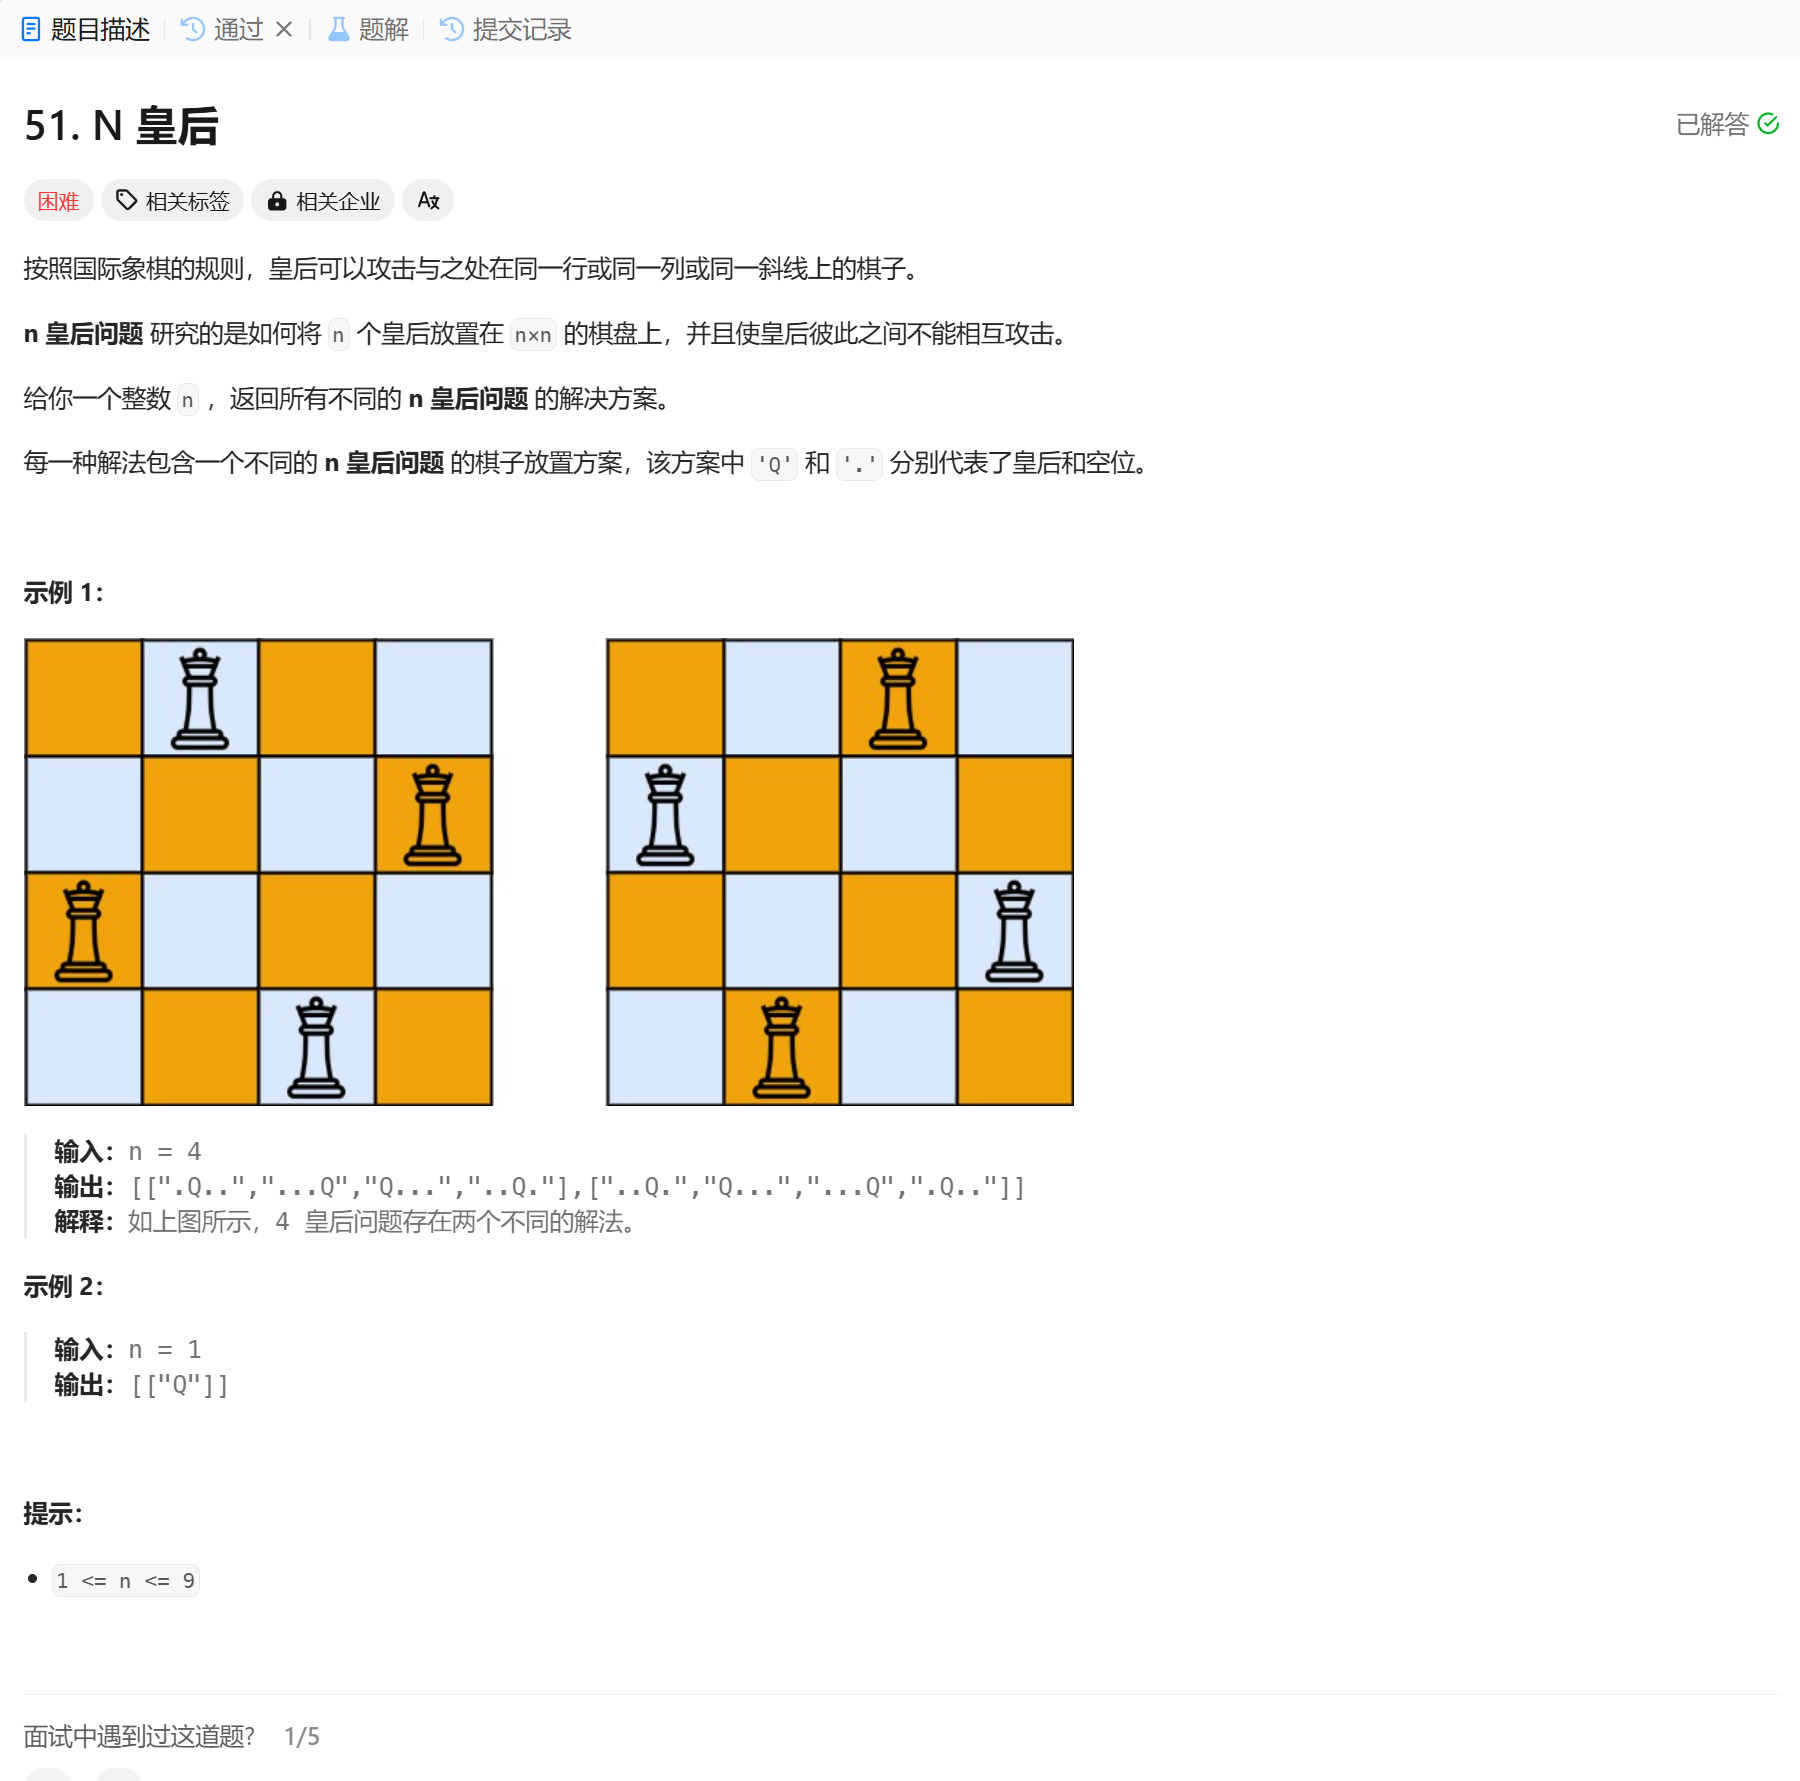 题目描述 通过 题解 提交记录
51. N 皇后
已解答
困难 相关标签 相关企业 A文
按照国际象棋的规则，皇后可以攻击与之处在同一行或同一列或同一斜线上的棋子。
n 皇后问题 研究的是如何将 n 个皇后放置在 n×n 的棋盘上，并且使皇后彼此之间不能相互攻击。
给你一个整数 n ，返回所有不同的 n 皇后问题 的解决方案。
每一种解法包含一个不同的 n 皇后问题 的棋子放置方案，该方案中 'Q' 和 '.' 分别代表了皇后和空位。
示例 1：
输入：n = 4
输出：[[".Q..","...Q","Q...","..Q."],["..Q.","Q...","...Q",".Q.."]]
解释：如上图所示，4 皇后问题存在两个不同的解法。
示例 2：
输入：n = 1
输出：[["Q"]]
提示：
1 <= n <= 9
面试中遇到过这道题? 1/5